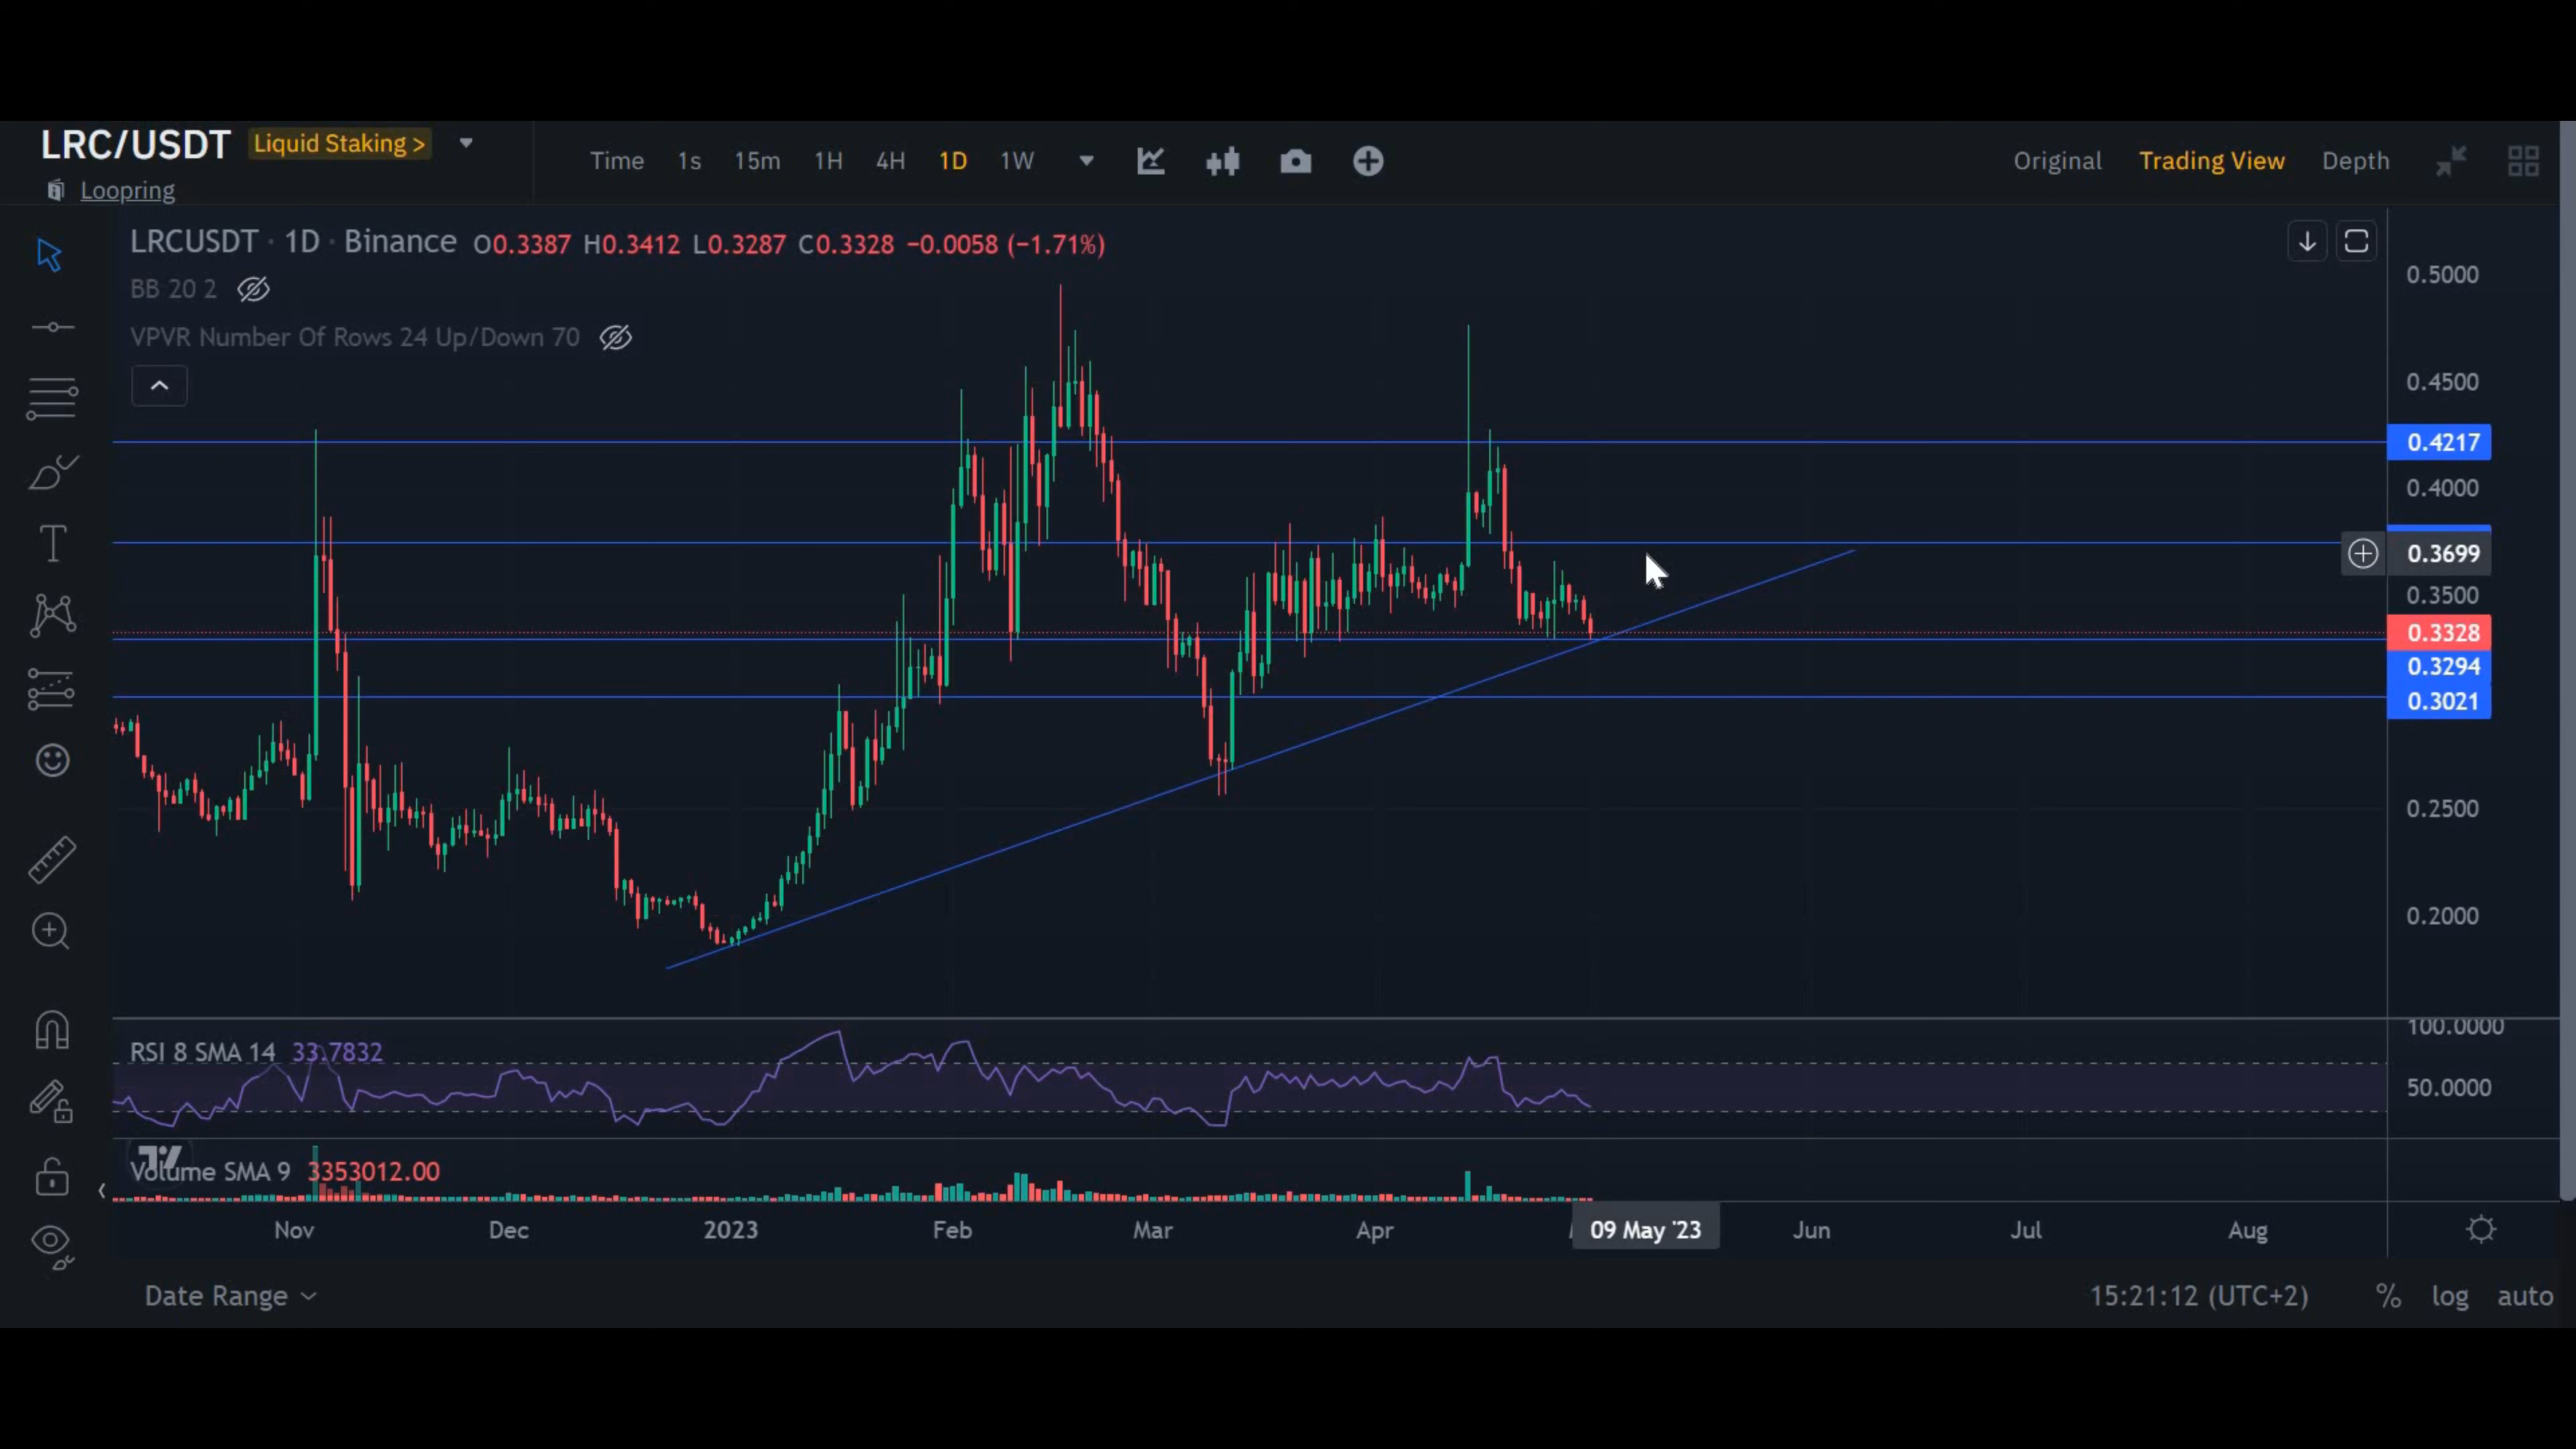 LRC/USDT Liquid Staking >
Loopring
Time 1s 15m 1H 4H 1D 1W
Original Trading View Depth
LRCUSDT · 1D · Binance O0.3387 H0.3412 L0.3287 C0.3328 −0.0058 (−1.71%)
BB 20 2
VPVR Number Of Rows 24 Up/Down 70
0.5000
0.4500
0.4217
0.4000
0.3699
0.3500
0.3328
0.3294
0.3021
0.2500
0.2000
RSI 8 SMA 14 33.7832
100.0000
50.0000
Volume SMA 9 3353012.00
Nov Dec 2023 Feb Mar Apr 09 May '23 Jun Jul Aug
Date Range
15:21:12 (UTC+2) % log auto